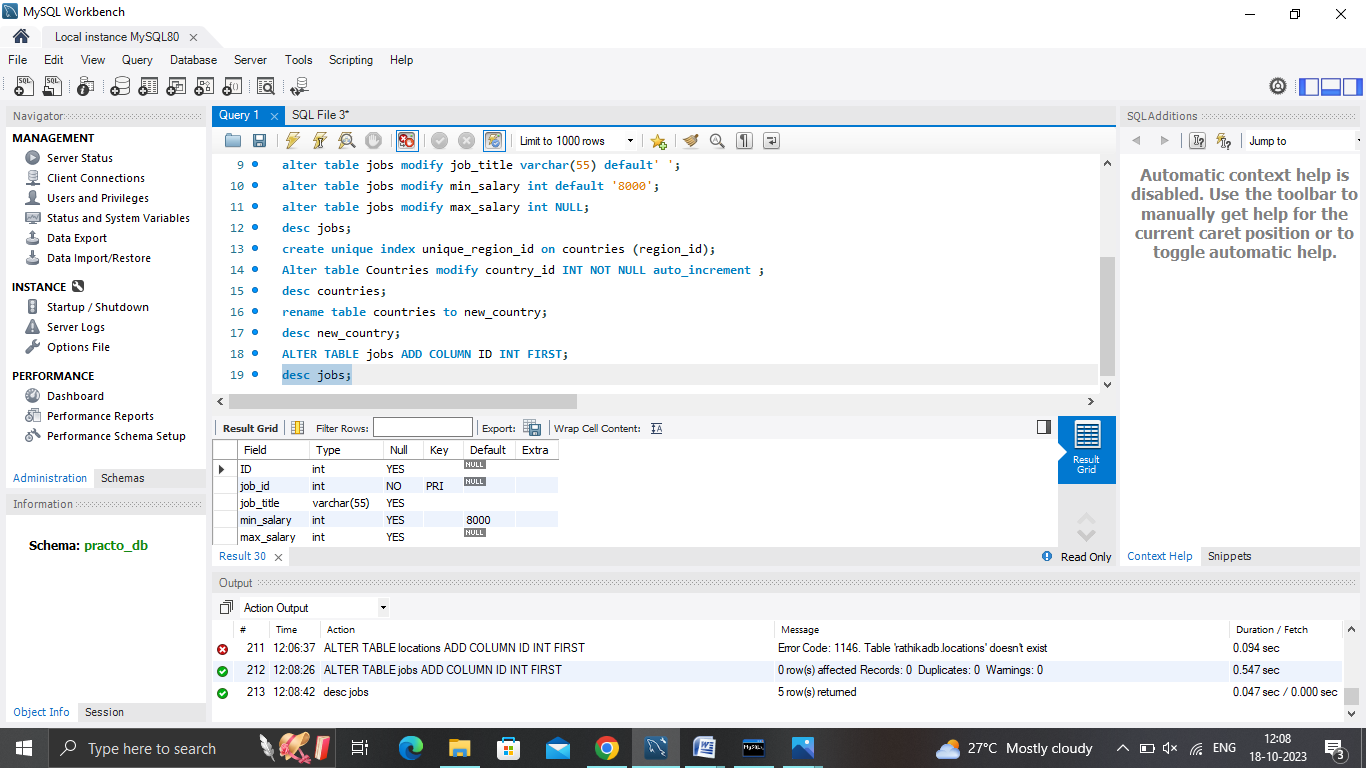 MySQL Workbench
Local instance MySQL80
File Edit View Query Database Server Tools Scripting Help
Navigator
MANAGEMENT
Server Status
Client Connections
Users and Privileges
Status and System Variables
Data Export
Data Import/Restore
INSTANCE
Startup / Shutdown
Server Logs
Options File
PERFORMANCE
Dashboard
Performance Reports
Performance Schema Setup
Administration Schemas
Information
Schema: practo_db
Object Info Session
Query 1 SQL File 3*
Limit to 1000 rows
9 alter table jobs modify job_title varchar(55) default' ';
10 alter table jobs modify min_salary int default '8000';
11 alter table jobs modify max_salary int NULL;
12 desc jobs;
13 create unique index unique_region_id on countries (region_id);
14 Alter table Countries modify country_id INT NOT NULL auto_increment ;
15 desc countries;
16 rename table countries to new_country;
17 desc new_country;
18 ALTER TABLE jobs ADD COLUMN ID INT FIRST;
19 desc jobs;
Result Grid Filter Rows: Export: Wrap Cell Content:
Field Type Null Key Default Extra
ID int YES NULL
job_id int NO PRI NULL
job_title varchar(55) YES
min_salary int YES 8000
max_salary int YES NULL
Result Grid
Result 30
Read Only
SQLAdditions
Jump to
Automatic context help is
disabled. Use the toolbar to
manually get help for the
current caret position or to
toggle automatic help.
Context Help Snippets
Output
Action Output
# Time Action Message Duration / Fetch
211 12:06:37 ALTER TABLE locations ADD COLUMN ID INT FIRST Error Code: 1146. Table 'rathikadb.locations' doesn't exist 0.094 sec
212 12:08:26 ALTER TABLE jobs ADD COLUMN ID INT FIRST 0 row(s) affected Records: 0 Duplicates: 0 Warnings: 0 0.547 sec
213 12:08:42 desc jobs 5 row(s) returned 0.047 sec / 0.000 sec
Type here to search
27°C Mostly cloudy
ENG
12:08
18-10-2023
3